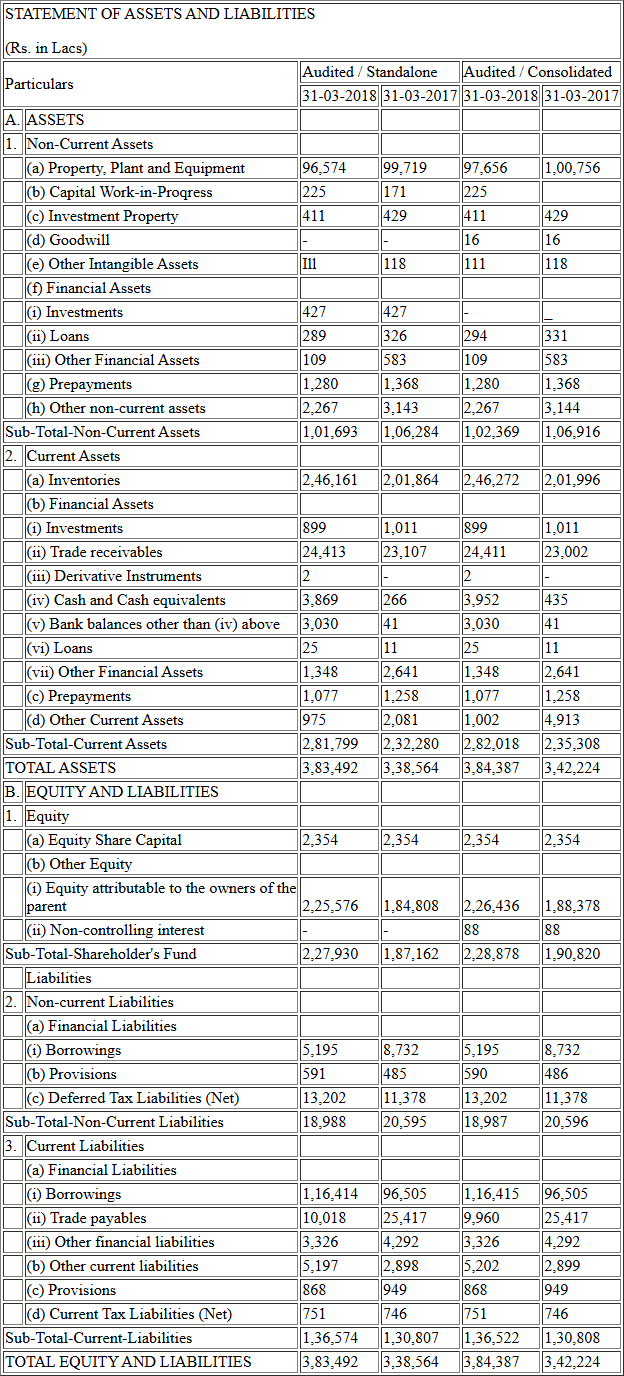 STATEMENT OF ASSETS AND LIABILITIES
(Rs. in Lacs)
Particulars Audited / Standalone Audited / Consolidated
31-03-2018 31-03-2017 31-03-2018 31-03-2017
A. ASSETS
1. Non-Current Assets
(a) Property, Plant and Equipment 96,574 99,719 97,656 1,00,756
(b) Capital Work-in-Proqress 225 171 225
(c) Investment Property 411 429 411 429
(d) Goodwill - - 16 16
(e) Other Intangible Assets Ill 118 111 118
(f) Financial Assets
(i) Investments 427 427 - _
(ii) Loans 289 326 294 331
(iii) Other Financial Assets 109 583 109 583
(g) Prepayments 1,280 1,368 1,280 1,368
(h) Other non-current assets 2,267 3,143 2,267 3,144
Sub-Total-Non-Current Assets 1,01,693 1,06,284 1,02,369 1,06,916
2. Current Assets
(a) Inventories 2,46,161 2,01,864 2,46,272 2,01,996
(b) Financial Assets
(i) Investments 899 1,011 899 1,011
(ii) Trade receivables 24,413 23,107 24,411 23,002
(iii) Derivative Instruments 2 - 2 -
(iv) Cash and Cash equivalents 3,869 266 3,952 435
(v) Bank balances other than (iv) above 3,030 41 3,030 41
(vi) Loans 25 11 25 11
(vii) Other Financial Assets 1,348 2,641 1,348 2,641
(c) Prepayments 1,077 1,258 1,077 1,258
(d) Other Current Assets 975 2,081 1,002 4,913
Sub-Total-Current Assets 2,81,799 2,32,280 2,82,018 2,35,308
TOTAL ASSETS 3,83,492 3,38,564 3,84,387 3,42,224
B. EQUITY AND LIABILITIES
1. Equity
(a) Equity Share Capital 2,354 2,354 2,354 2,354
(b) Other Equity
(i) Equity attributable to the owners of the
parent 2,25,576 1,84,808 2,26,436 1,88,378
(ii) Non-controlling interest - - 88 88
Sub-Total-Shareholder's Fund 2,27,930 1,87,162 2,28,878 1,90,820
Liabilities
2. Non-current Liabilities
(a) Financial Liabilities
(i) Borrowings 5,195 8,732 5,195 8,732
(b) Provisions 591 485 590 486
(c) Deferred Tax Liabilities (Net) 13,202 11,378 13,202 11,378
Sub-Total-Non-Current Liabilities 18,988 20,595 18,987 20,596
3. Current Liabilities
(a) Financial Liabilities
(i) Borrowings 1,16,414 96,505 1,16,415 96,505
(ii) Trade payables 10,018 25,417 9,960 25,417
(iii) Other financial liabilities 3,326 4,292 3,326 4,292
(b) Other current liabilities 5,197 2,898 5,202 2,899
(c) Provisions 868 949 868 949
(d) Current Tax Liabilities (Net) 751 746 751 746
Sub-Total-Current-Liabilities 1,36,574 1,30,807 1,36,522 1,30,808
TOTAL EQUITY AND LIABILITIES 3,83,492 3,38,564 3,84,387 3,42,224